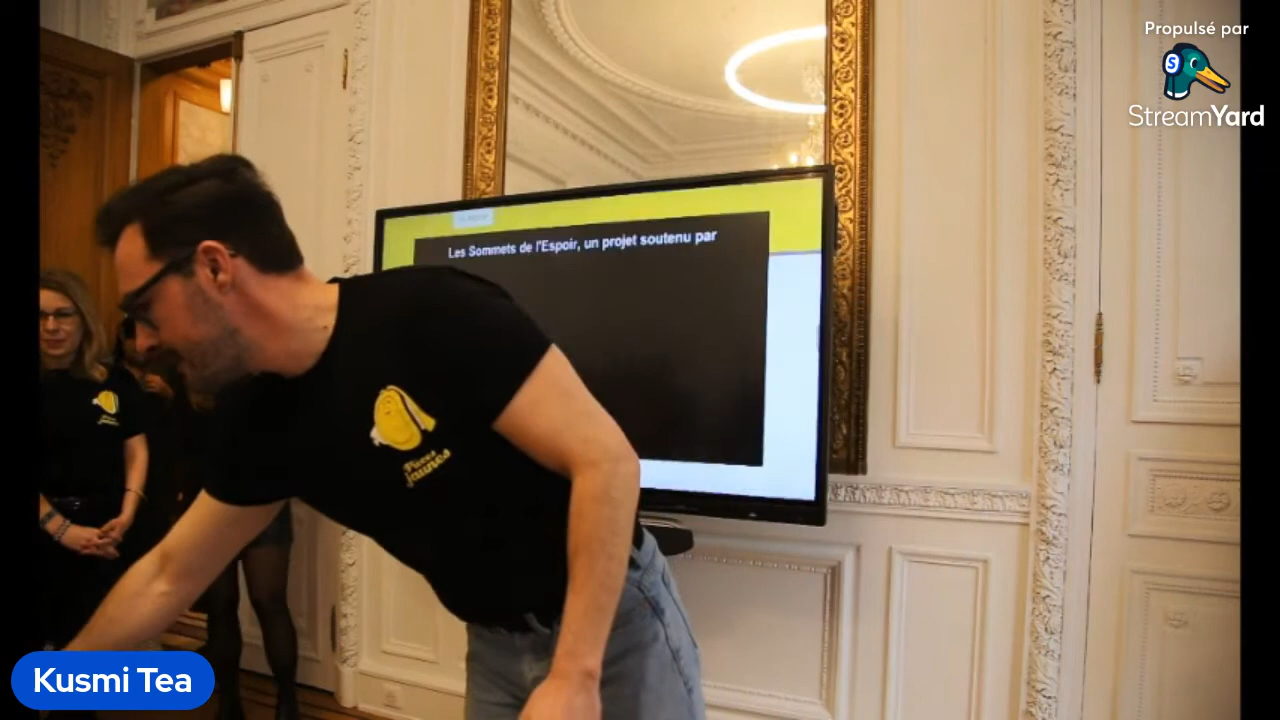 Propulsé par
StreamYard
Les Sommets de l'Espoir, un projet soutenu par
Pièces
jaunes
Kusmi Tea